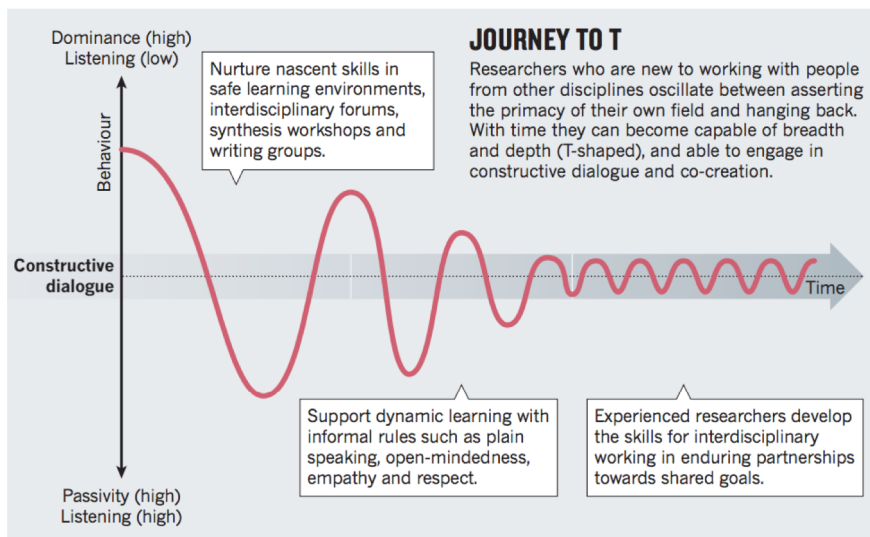 Dominance (high)
Listening (low)
Behaviour
Nurture nascent skills in
safe learning environments,
interdisciplinary forums,
synthesis workshops and
writing groups.
JOURNEY TO T
Researchers who are new to working with people
from other disciplines oscillate between asserting
the primacy of their own field and hanging back.
With time they can become capable of breadth
and depth (T-shaped), and able to engage in
constructive dialogue and co-creation.
Constructive
dialogue
Time
Support dynamic learning with
informal rules such as plain
speaking, open-mindedness,
empathy and respect.
Experienced researchers develop
the skills for interdisciplinary
working in enduring partnerships
towards shared goals.
Passivity (high)
Listening (high)